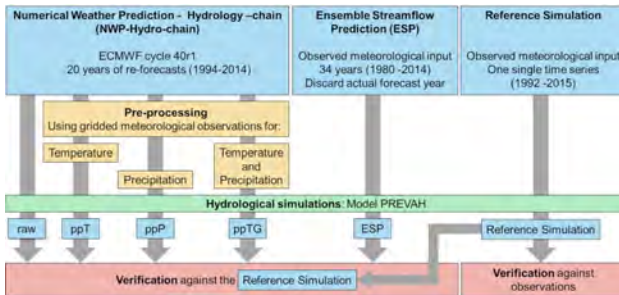 Numerical Weather Prediction - Hydrology –chain
(NWP-Hydro-chain)
ECMWF cycle 40r1
20 years of re-forecasts (1994-2014)
Ensemble Streamflow
Prediction (ESP)
Observed meteorological input
34 years (1980 -2014)
Discard actual forecast year
Reference Simulation
Observed meteorological input
One single time series
(1992 -2015)
Pre-processing
Using gridded meteorological observations for:
Temperature
Precipitation
Temperature
and
Precipitation
Hydrological simulations: Model PREVAH
raw
ppT
ppP
ppTG
ESP
Reference Simulation
Verification against the Reference Simulation
Verification against
observations